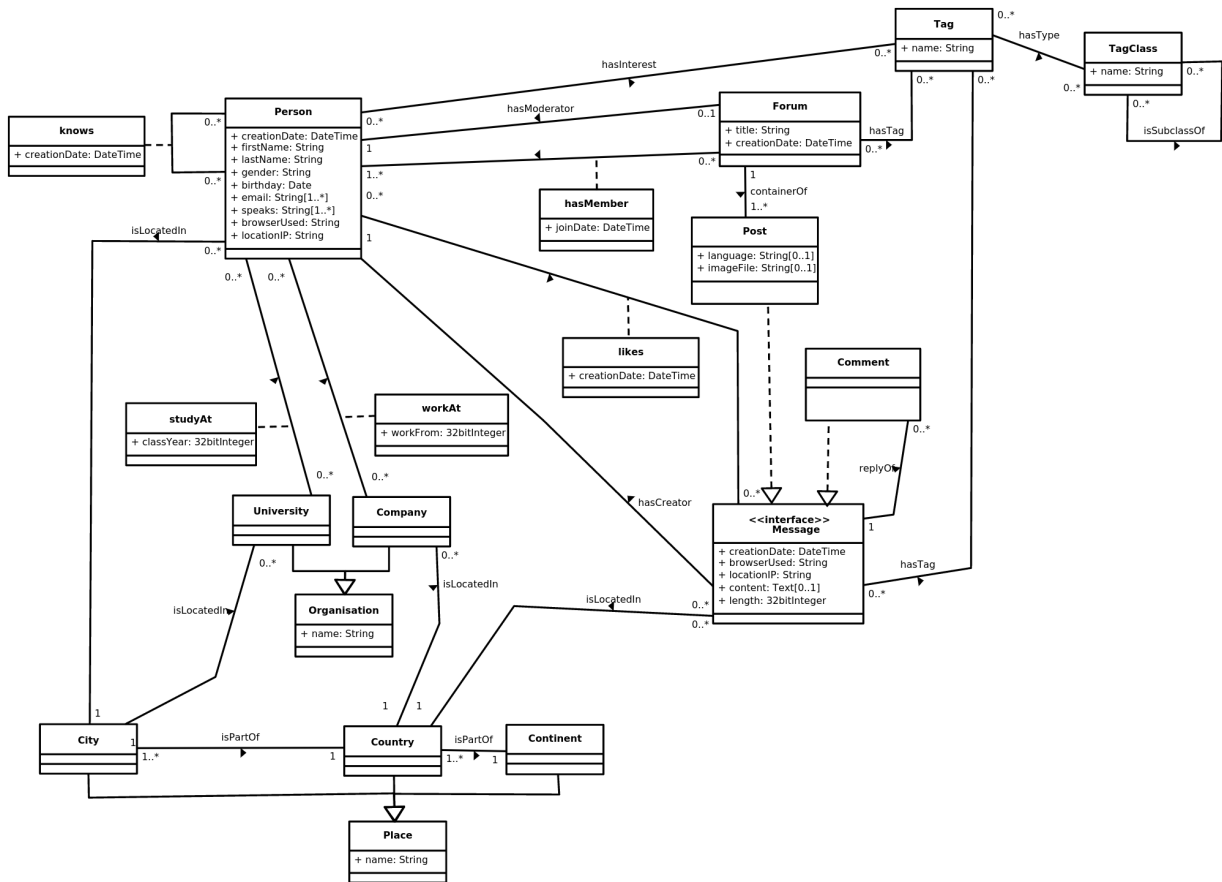 Tag
+ name: String
0..*
hasType
TagClass
+ name: String
0..*
0..*
0..*
0..*
0..*
0..*
isSubclassOf
hasInterest
0..*
knows
+ creationDate: DateTime
0..*
0..*
Person
+ creationDate: DateTime
+ firstName: String
+ lastName: String
+ gender: String
+ birthday: Date
+ email: String[1..*]
+ speaks: String[1..*]
+ browserUsed: String
+ locationIP: String
hasModerator
0..1
1
1..*
0..*
0..*
1
Forum
+ title: String
+ creationDate: DateTime
hasTag
0..*
1
containerOf
1..*
hasMember
+ joinDate: DateTime
Post
+ language: String[0..1]
+ imageFile: String[0..1]
isLocatedIn
0..*
0..*
0..*
likes
+ creationDate: DateTime
Comment
0..*
replyOf
1
studyAt
+ classYear: 32bitInteger
workAt
+ workFrom: 32bitInteger
0..*
0..*
University
Company
0..*
0..*
hasCreator
0..*
<<interface>>
Message
+ creationDate: DateTime
+ browserUsed: String
+ locationIP: String
+ content: Text[0..1]
+ length: 32bitInteger
hasTag
0..*
0..*
0..*
isLocatedIn
isLocatedIn
isLocatedIn
Organisation
+ name: String
1
1
1
City
1
isPartOf
1..*
1
Country
isPartOf
1..*
1
Continent
Place
+ name: String